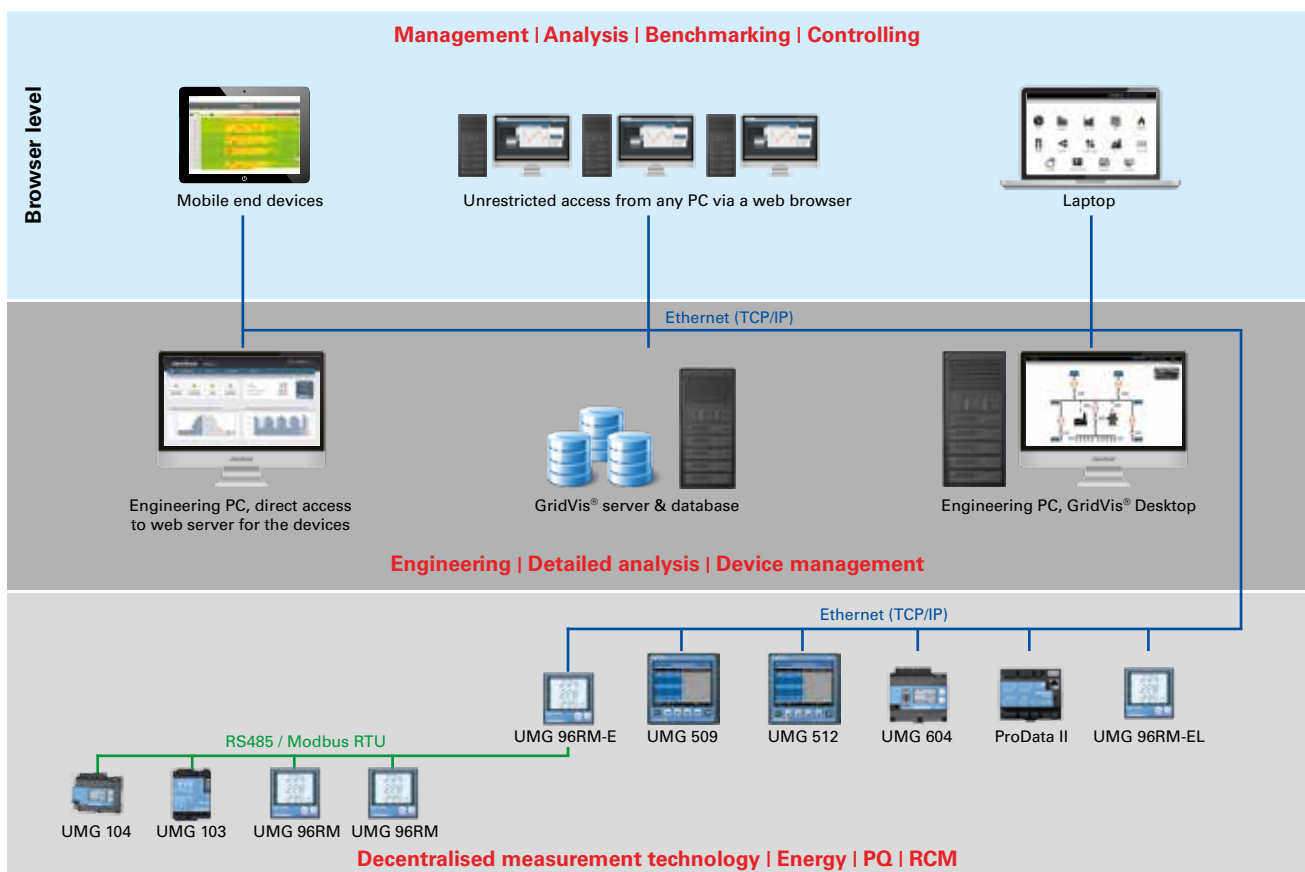 Management | Analysis | Benchmarking | Controlling
Browser level
Mobile end devices
Unrestricted access from any PC via a web browser
Laptop
Ethernet (TCP/IP)
Engineering PC, direct access
to web server for the devices
GridVis® server & database
Engineering PC, GridVis® Desktop
Engineering | Detailed analysis | Device management
Ethernet (TCP/IP)
UMG 96RM-E
UMG 509
UMG 512
UMG 604
ProData II
UMG 96RM-EL
RS485 / Modbus RTU
UMG 104
UMG 103
UMG 96RM
UMG 96RM
Decentralised measurement technology | Energy | PQ | RCM